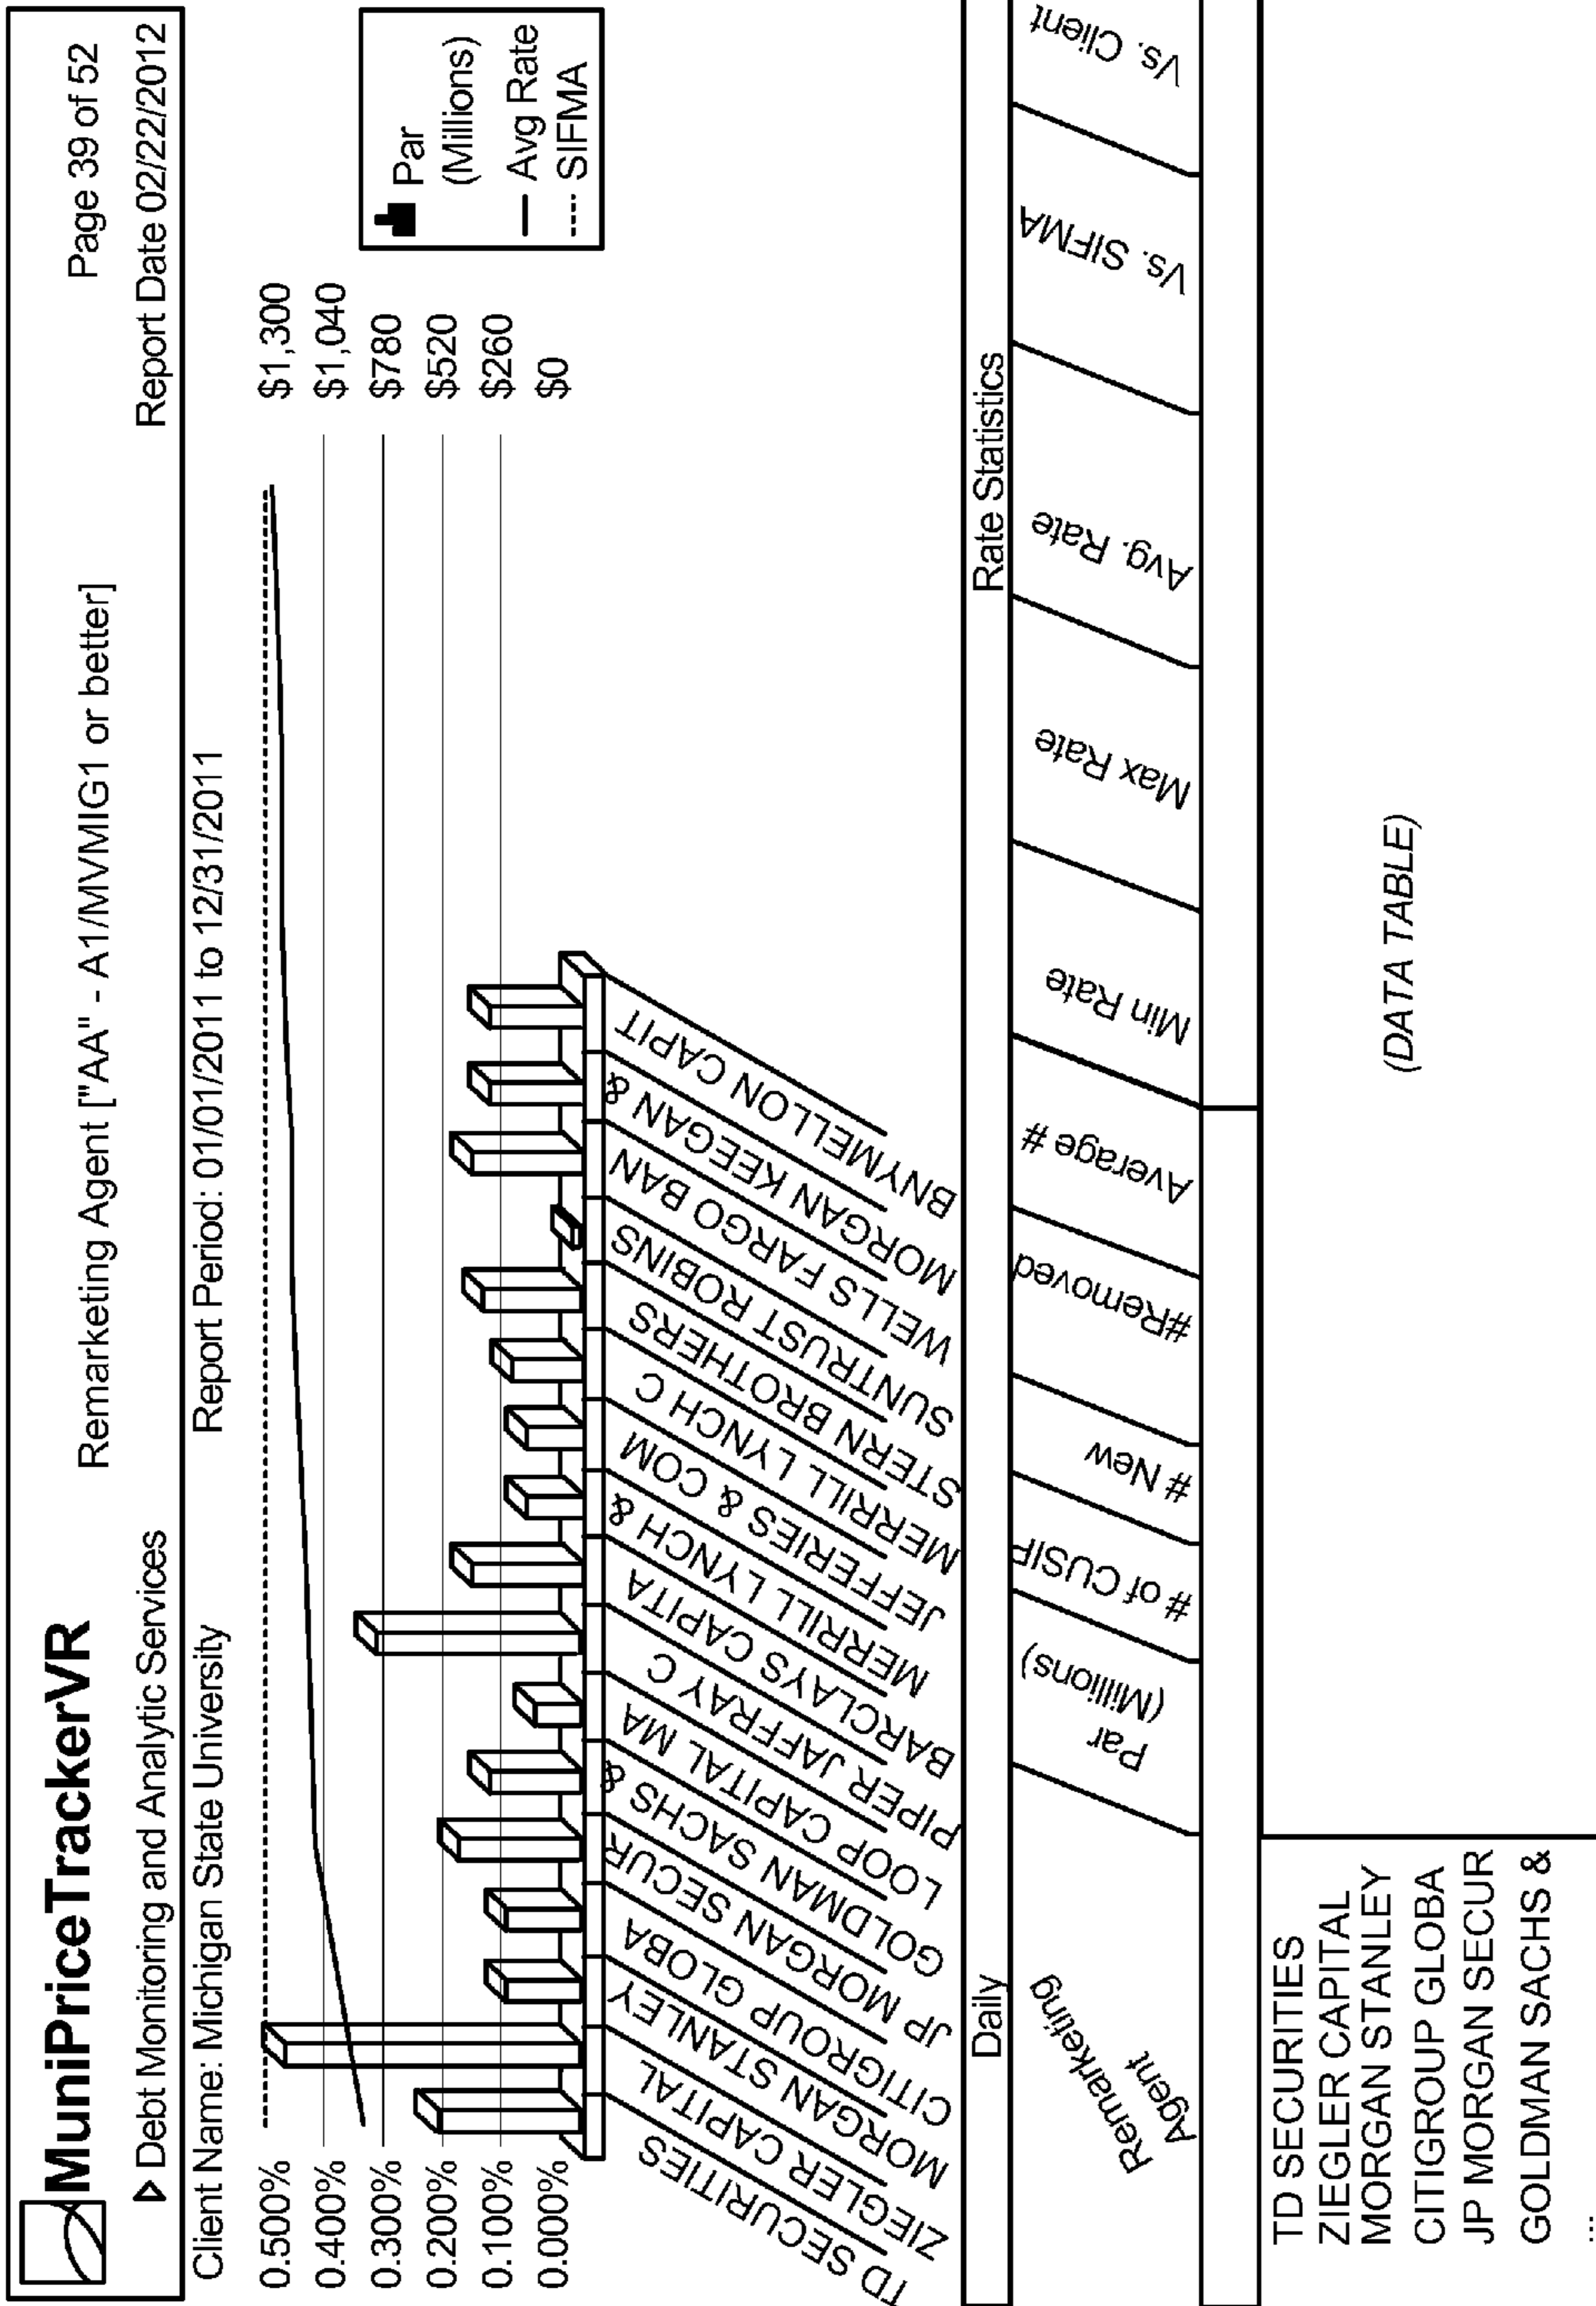 MuniPriceTrackerVR
Remarketing Agent ["AA" - A1/MVMIG1 or better]
Page 39 of 52
Debt Monitoring and Analytic Services
Report Date 02/22/2012
Client Name: Michigan State University
Report Period: 01/01/2011 to 12/31/2011
0.500%
0.400%
0.300%
0.200%
0.100%
0.000%
$1,300
$1,040
$780
$520
$260
$0
Par
(Millions)
Avg Rate
SIFMA
TD SECURITIES
ZIEGLER CAPITAL
MORGAN STANLEY
CITIGROUP GLOBA
JP MORGAN SECUR
GOLDMAN SACHS &
LOOP CAPITAL MA
PIPER JAFFRAY C
BARCLAYS CAPITA
MERRILL LYNCH &
JEFFERIES & COM
MERRILL LYNCH C
STERN BROTHERS
SUNTRUST ROBINS
WELLS FARGO BAN
MORGAN KEEGAN &
BNYMELLON CAPIT
Daily
Rate Statistics
Remarketing
Agent
Par
(Millions)
# of CUSIP
# New
#Removed
Average #
Min Rate
Max Rate
Avg. Rate
Vs. SIFMA
Vs. Client
TD SECURITIES
ZIEGLER CAPITAL
MORGAN STANLEY
CITIGROUP GLOBA
JP MORGAN SECUR
GOLDMAN SACHS &
...
(DATA TABLE)